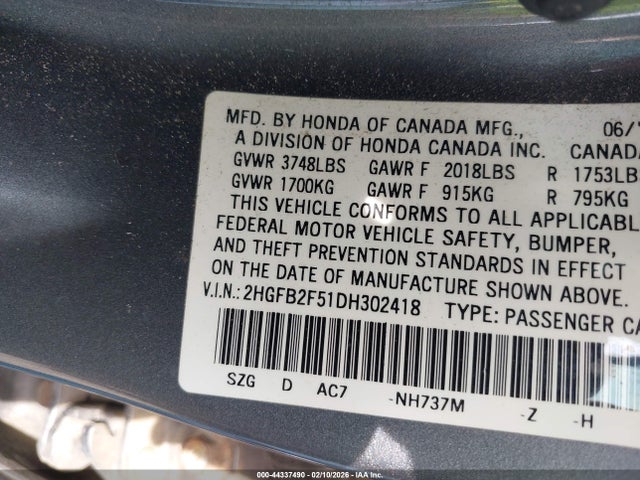 MFD. BY HONDA OF CANADA MFG., 06/
A DIVISION OF HONDA CANADA INC. CANADA
GVWR 3748LBS GAWR F 2018LBS R 1753LB
GVWR 1700KG GAWR F 915KG R 795KG
THIS VEHICLE CONFORMS TO ALL APPLICABL
FEDERAL MOTOR VEHICLE SAFETY, BUMPER,
AND THEFT PREVENTION STANDARDS IN EFFECT
ON THE DATE OF MANUFACTURE SHOWN ABOVE.
V.I.N.: 2HGFB2F51DH302418 TYPE: PASSENGER CA
SZG D AC7 -NH737M -Z -H
000-44337490 - 02/10/2026 - IAA Inc.